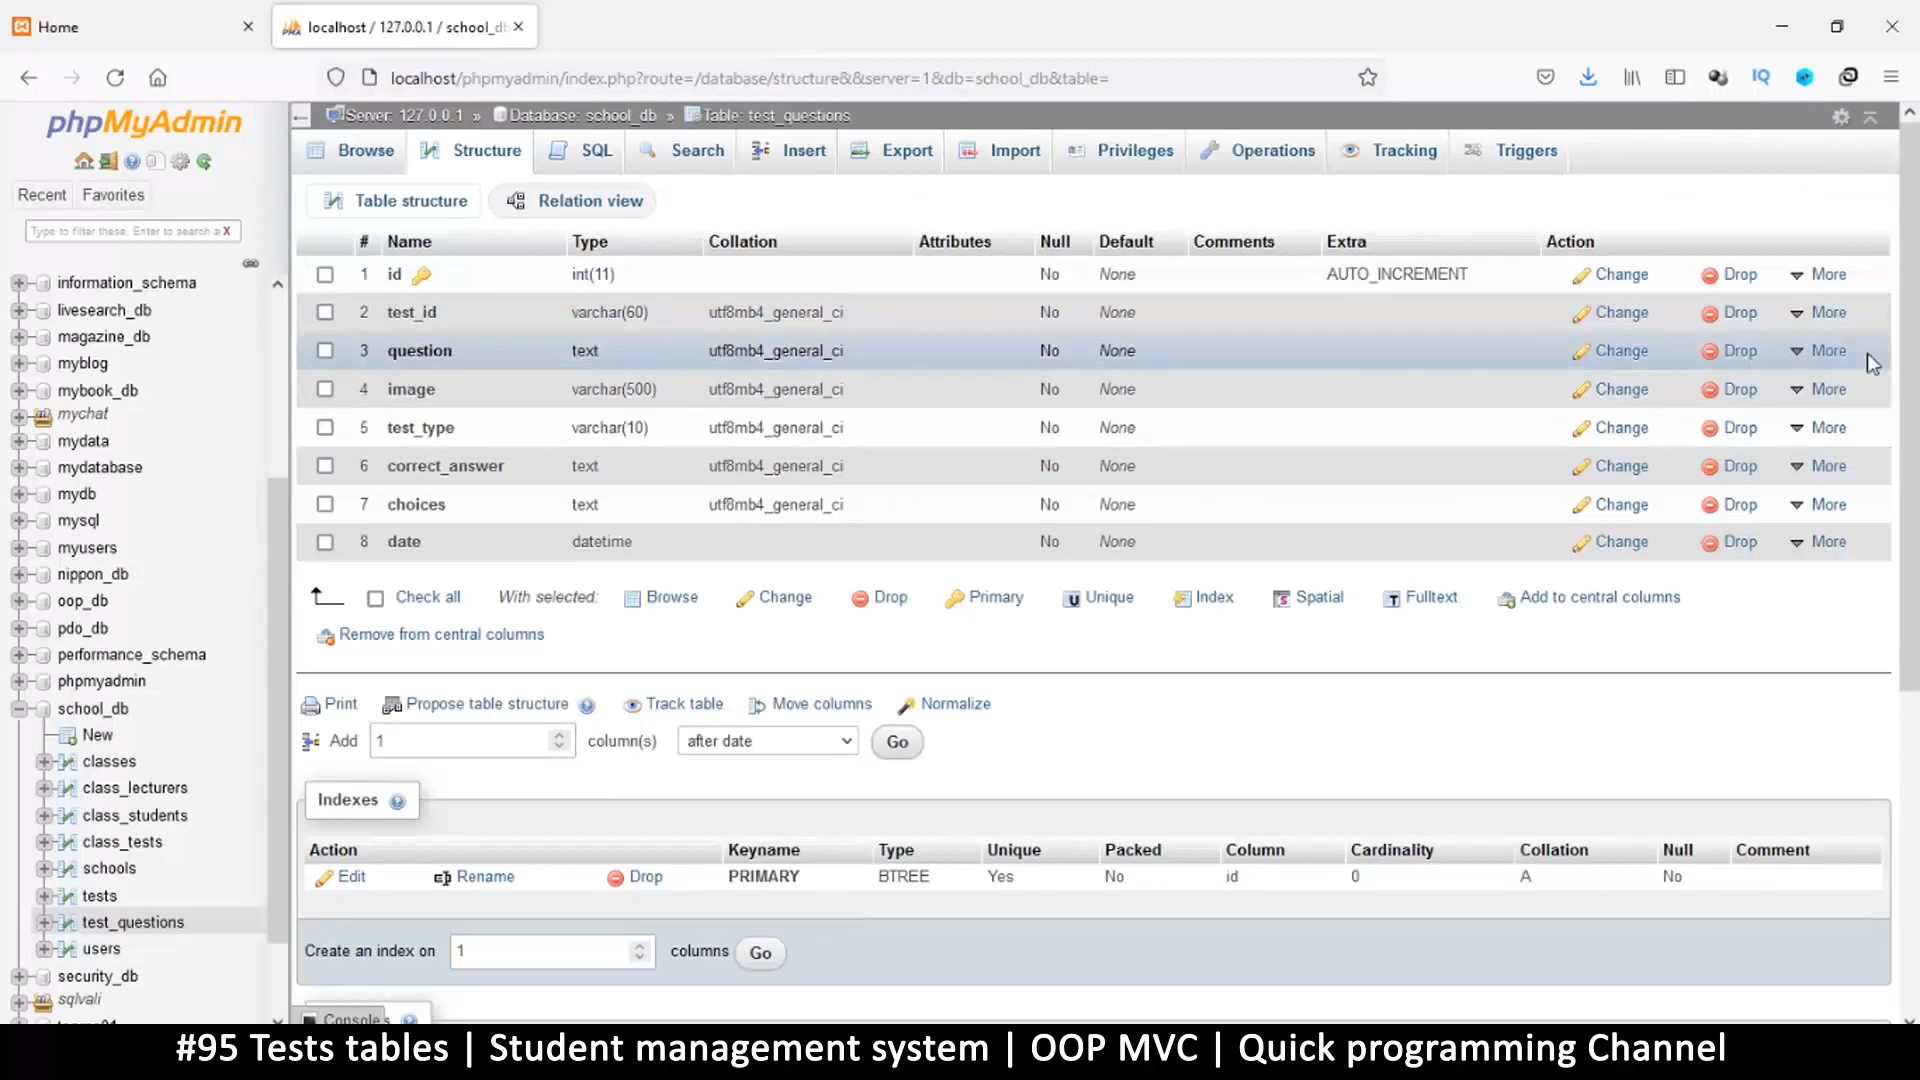 Home
localhost / 127.0.0.1 / school_d
localhost/phpmyadmin/index.php?route=/database/structure&&server=1&db=school_db&table=
IQ
phpMyAdmin
Recent Favorites
Type to filter these, Enter to search a X
information_schema
livesearch_db
magazine_db
myblog
mybook_db
mychat
mydata
mydatabase
mydb
mysql
myusers
nippon_db
oop_db
pdo_db
performance_schema
phpmyadmin
school_db
New
classes
class_lecturers
class_students
class_tests
schools
tests
test_questions
users
security_db
sqlvali
Server: 127.0.0.1 » Database: school_db » Table: test_questions
Browse Structure SQL Search Insert Export Import Privileges Operations Tracking Triggers
Table structure Relation view
# Name Type Collation Attributes Null Default Comments Extra Action
1 id int(11) No None AUTO_INCREMENT Change Drop More
2 test_id varchar(60) utf8mb4_general_ci No None Change Drop More
3 question text utf8mb4_general_ci No None Change Drop More
4 image varchar(500) utf8mb4_general_ci No None Change Drop More
5 test_type varchar(10) utf8mb4_general_ci No None Change Drop More
6 correct_answer text utf8mb4_general_ci No None Change Drop More
7 choices text utf8mb4_general_ci No None Change Drop More
8 date datetime No None Change Drop More
Check all With selected: Browse Change Drop Primary Unique Index Spatial Fulltext Add to central columns
Remove from central columns
Print Propose table structure Track table Move columns Normalize
Add 1 column(s) after date Go
Indexes
Action Keyname Type Unique Packed Column Cardinality Collation Null Comment
Edit Rename Drop PRIMARY BTREE Yes No id 0 A No
Create an index on 1 columns Go
Console
#95 Tests tables | Student management system | OOP MVC | Quick programming Channel